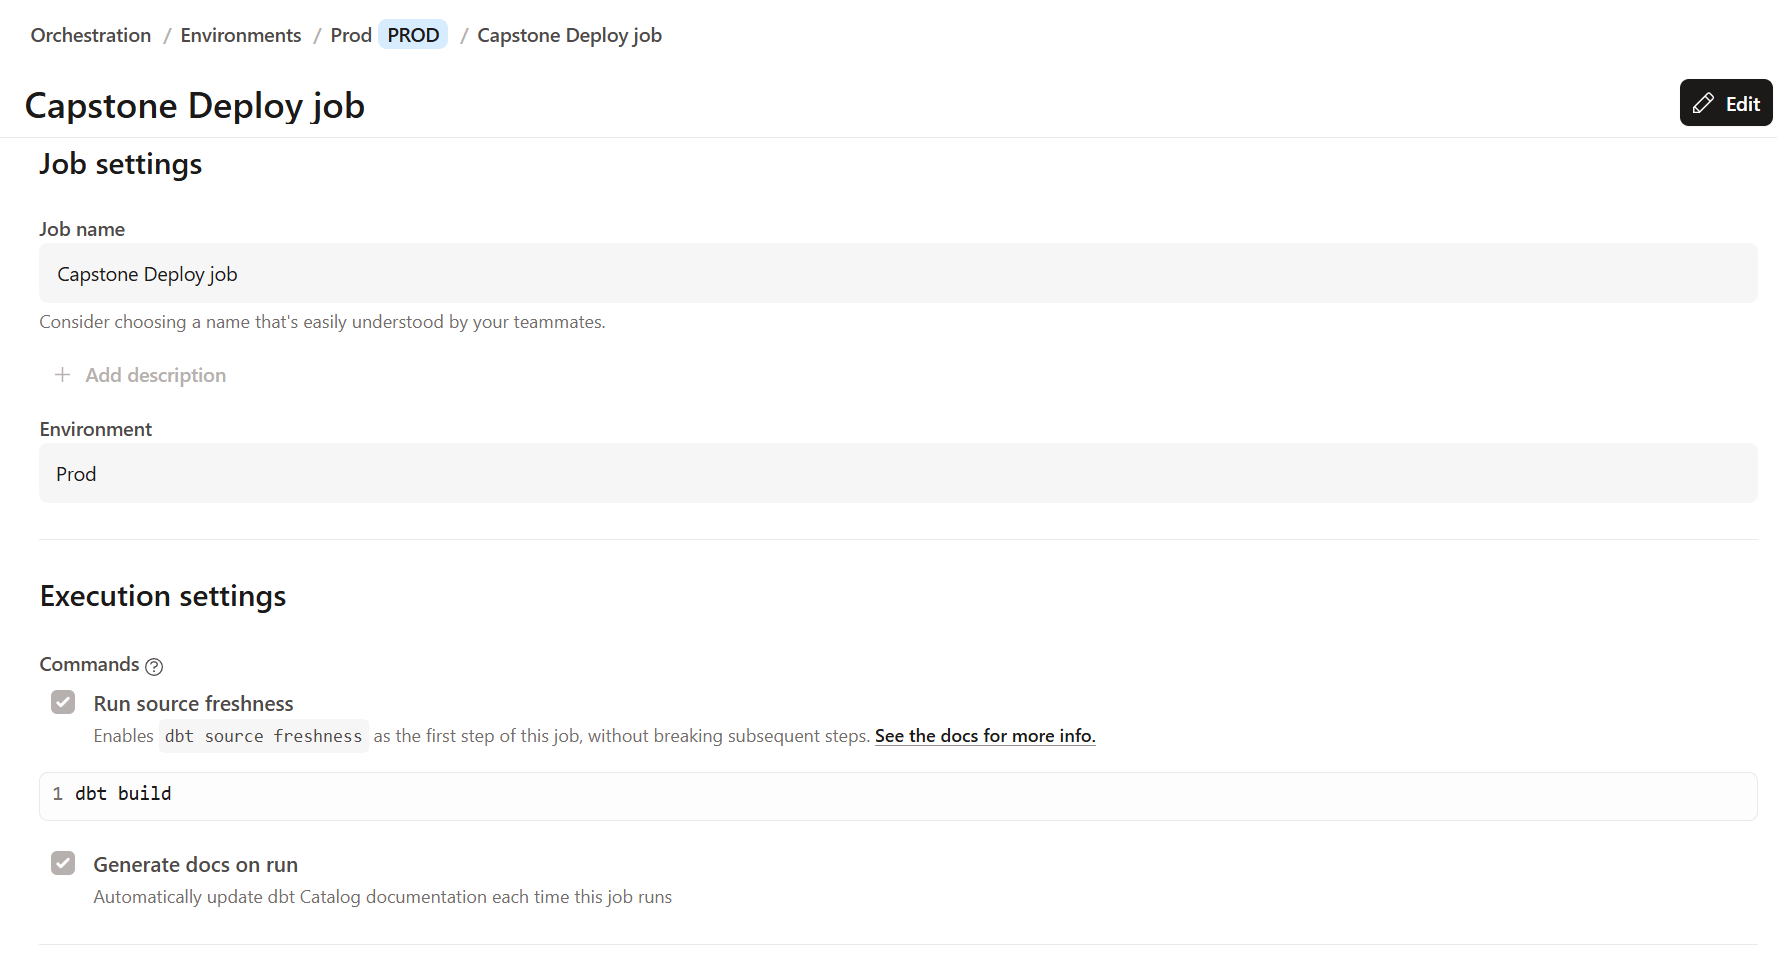 Orchestration / Environments / Prod PROD / Capstone Deploy job
Capstone Deploy job
Edit
Job settings
Job name
Capstone Deploy job
Consider choosing a name that's easily understood by your teammates.
+ Add description
Environment
Prod
Execution settings
Commands ?
Run source freshness
Enables dbt source freshness as the first step of this job, without breaking subsequent steps. See the docs for more info.
1 dbt build
Generate docs on run
Automatically update dbt Catalog documentation each time this job runs